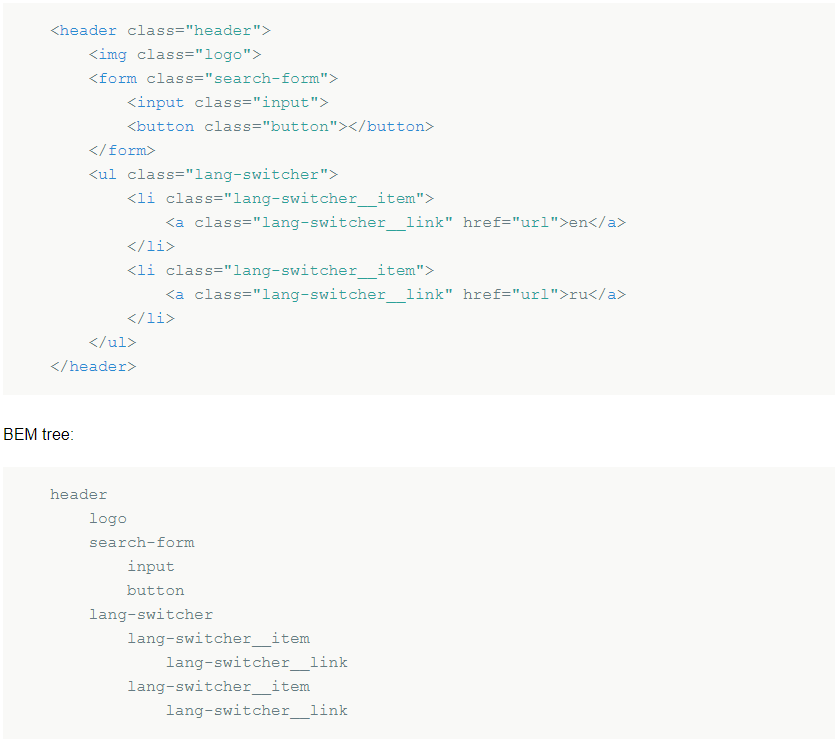 <header class="header">
    <img class="logo">
    <form class="search-form">
        <input class="input">
        <button class="button"></button>
    </form>
    <ul class="lang-switcher">
        <li class="lang-switcher__item">
            <a class="lang-switcher__link" href="url">en</a>
        </li>
        <li class="lang-switcher__item">
            <a class="lang-switcher__link" href="url">ru</a>
        </li>
    </ul>
</header>
BEM tree:
header
    logo
    search-form
        input
        button
    lang-switcher
        lang-switcher__item
            lang-switcher__link
        lang-switcher__item
            lang-switcher__link